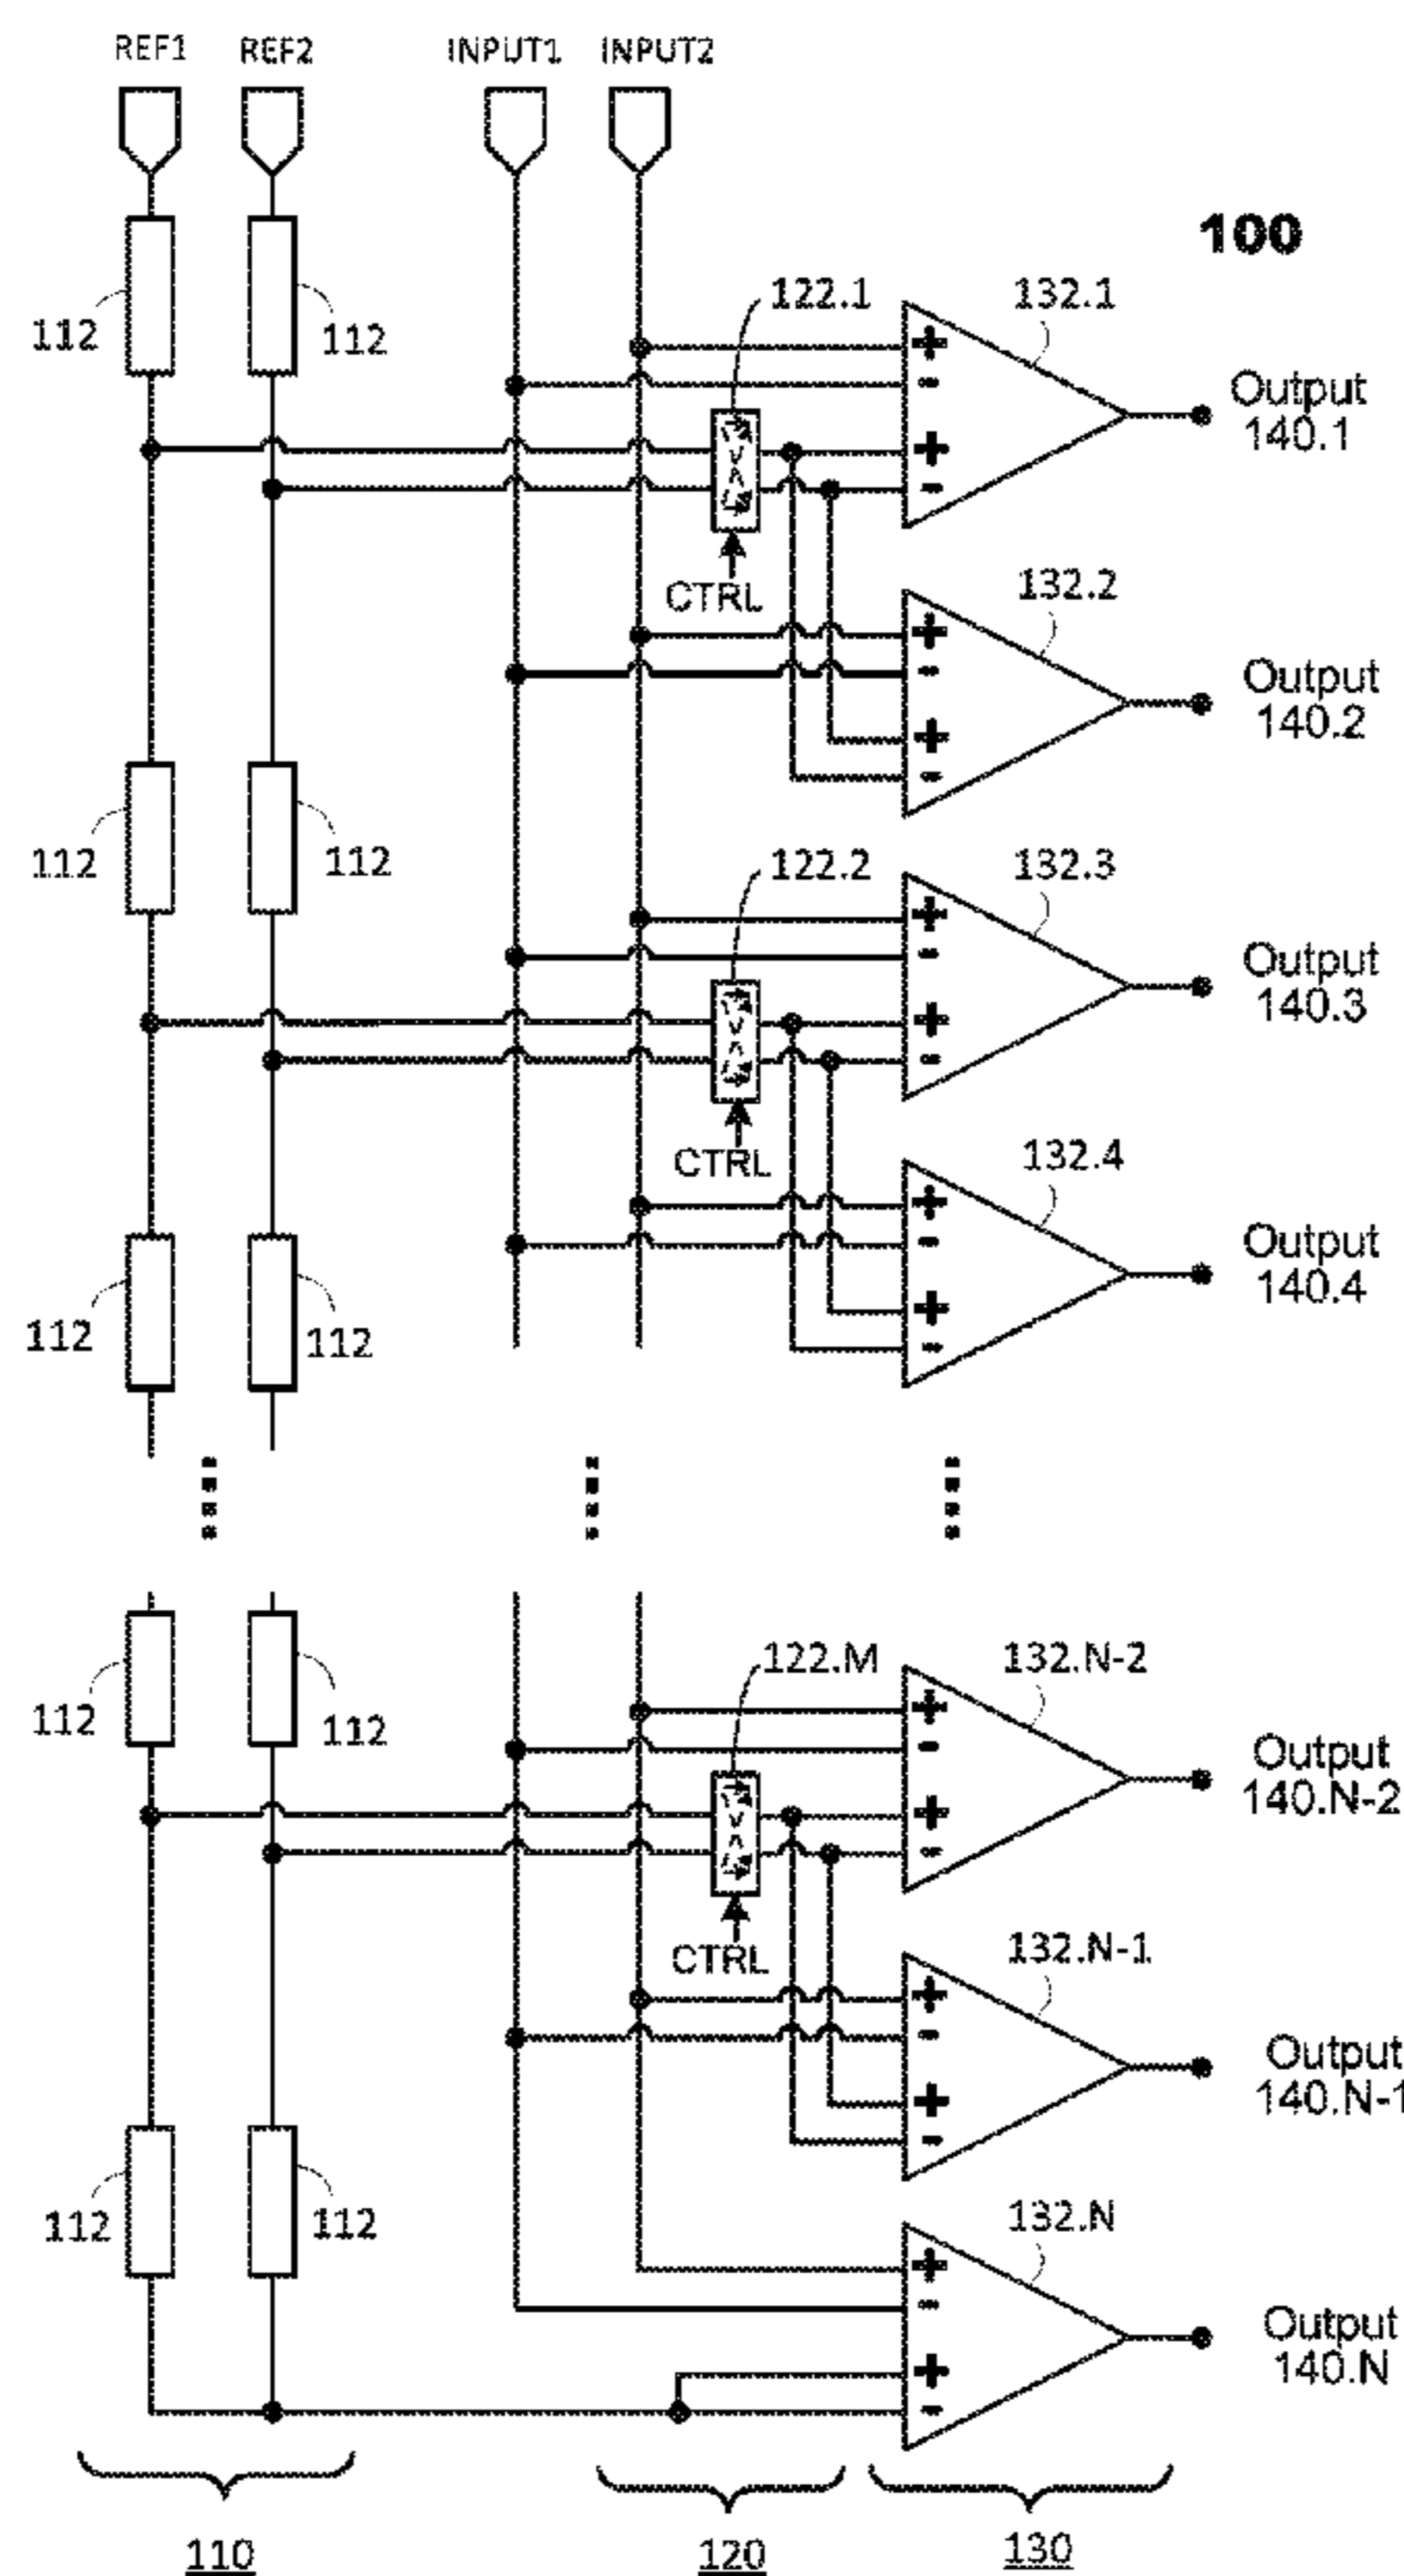 REF1 REF2 INPUT1 INPUT2
100
122.1 132.1
112 112
Output
140.1
CTRL
132.2
Output
140.2
112 112
122.2 132.3
Output
140.3
CTRL
132.4
Output
140.4
112 112
122.M 132.N-2
112 112
Output
140.N-2
CTRL
132.N-1
Output
140.N-1
112 112
132.N
Output
140.N
110 120 130